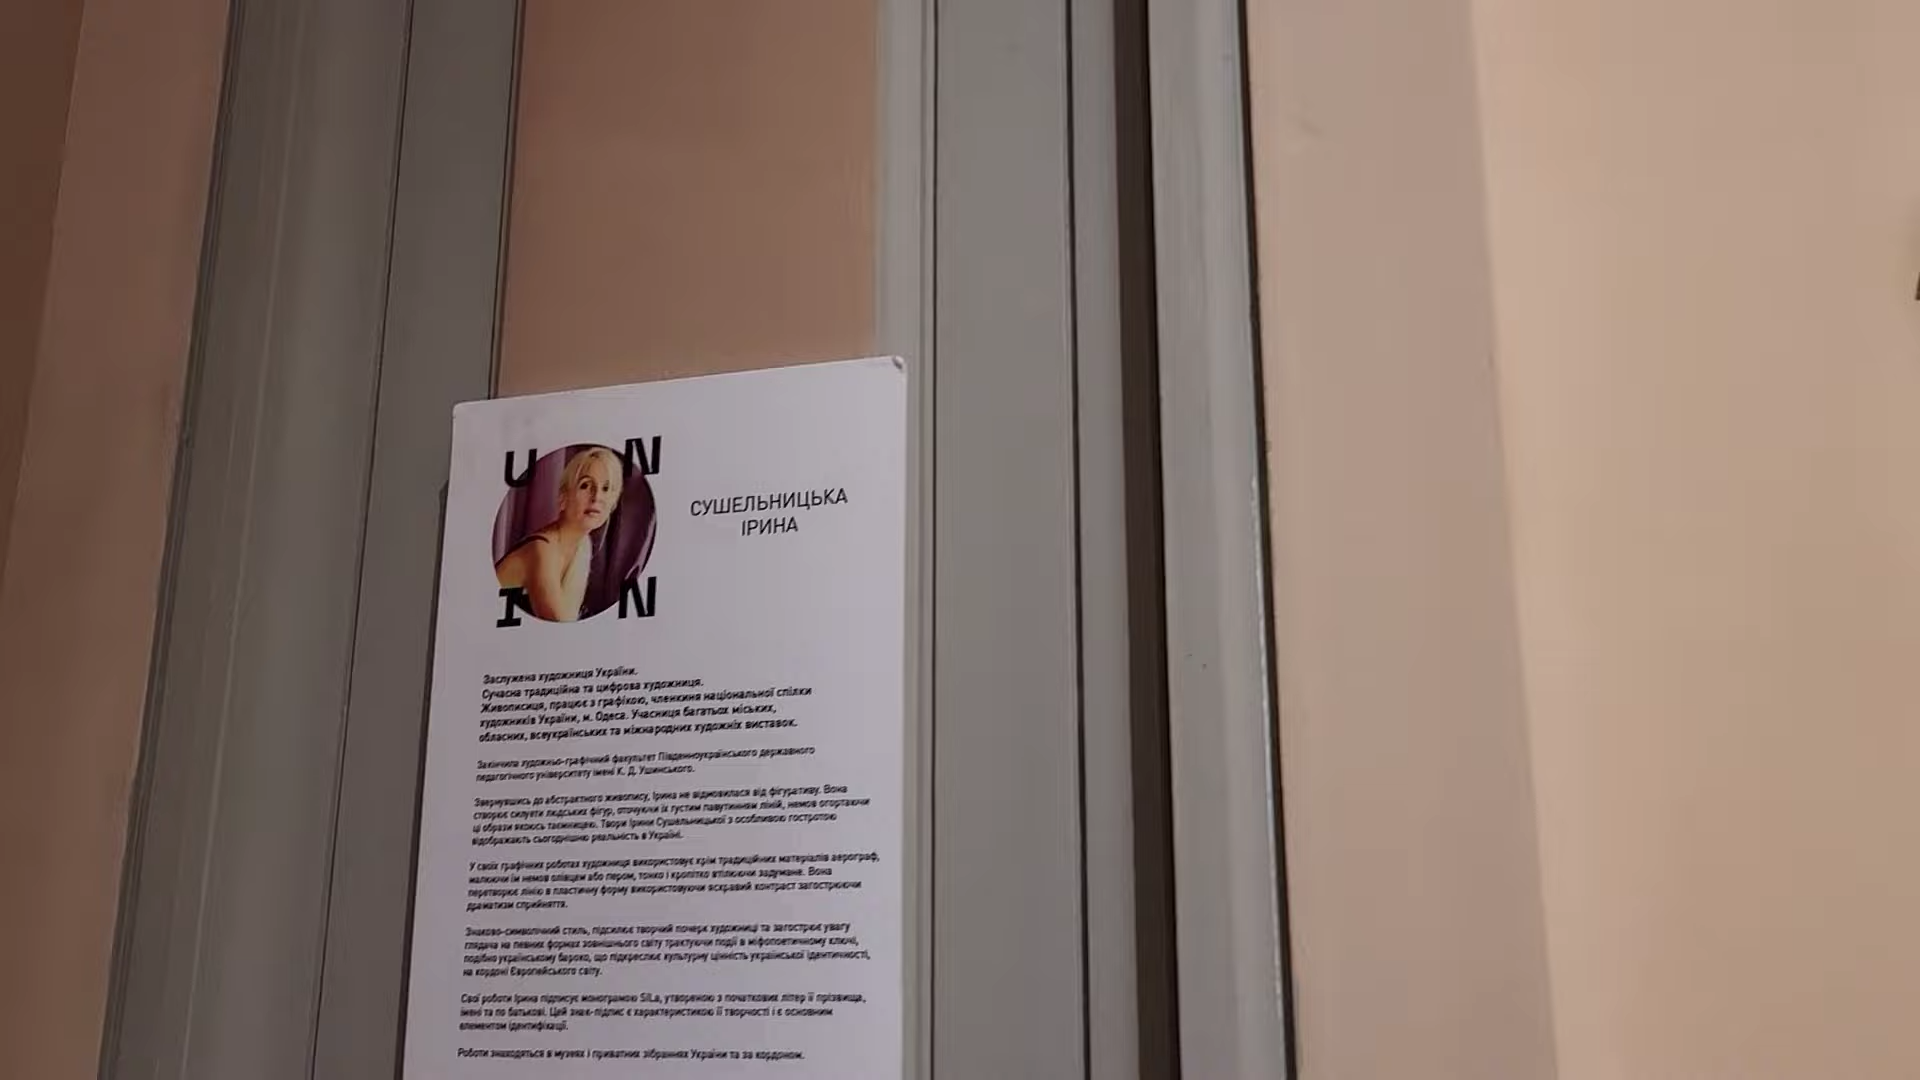 U N
I N
СУШЕЛЬНИЦЬКА
ІРИНА
Заслужена художниця України.
Сучасна традиційна та цифрова художниця.
Живописиця, працює з графікою, членкиня національної спілки
художників України, м. Одеса. Учасниця багатьох міських,
обласних, всеукраїнських та міжнародних художніх виставок.
Закінчила художньо-графічний факультет Південноукраїнського державного
педагогічного університету імені К. Д. Ушинського.
Звернувшись до абстрактного живопису, Ірина не відмовилася від фігуративу. Вона
створює силуети людських фігур, оточуючи їх густим павутинням ліній, немов огортаючи
ці образи якоюсь таємницею. Твори Ірини Сушельницької з особливою гостротою
відображають сьогоднішню реальність в Україні.
У своїх графічних роботах художниця використовує крім традиційних матеріалів аерограф,
малюючи їм немов олівцем або пером, тонко і кропітко втілюючи задумане. Вона
перетворює лінію в пластичну форму використовуючи яскравий контраст загострюючи
драматизм сприйняття.
Знаково-символічний стиль, підсилює творчий почерк художниці та загострює увагу
глядача на певних формах зовнішнього світу трактуючи події в міфопоетичному ключі,
подібно українському бароко, що підкреслює культурну цінність української ідентичності,
на кордоні Європейського світу.
Свої роботи Ірина підписує монограмою SiLa, утвореною з початкових літер її прізвища,
імені та по батькові. Цей знак-підпис є характеристикою її творчості і є основним
елементом ідентифікації.
Роботи знаходяться в музеях і приватних зібраннях України та за кордоном.